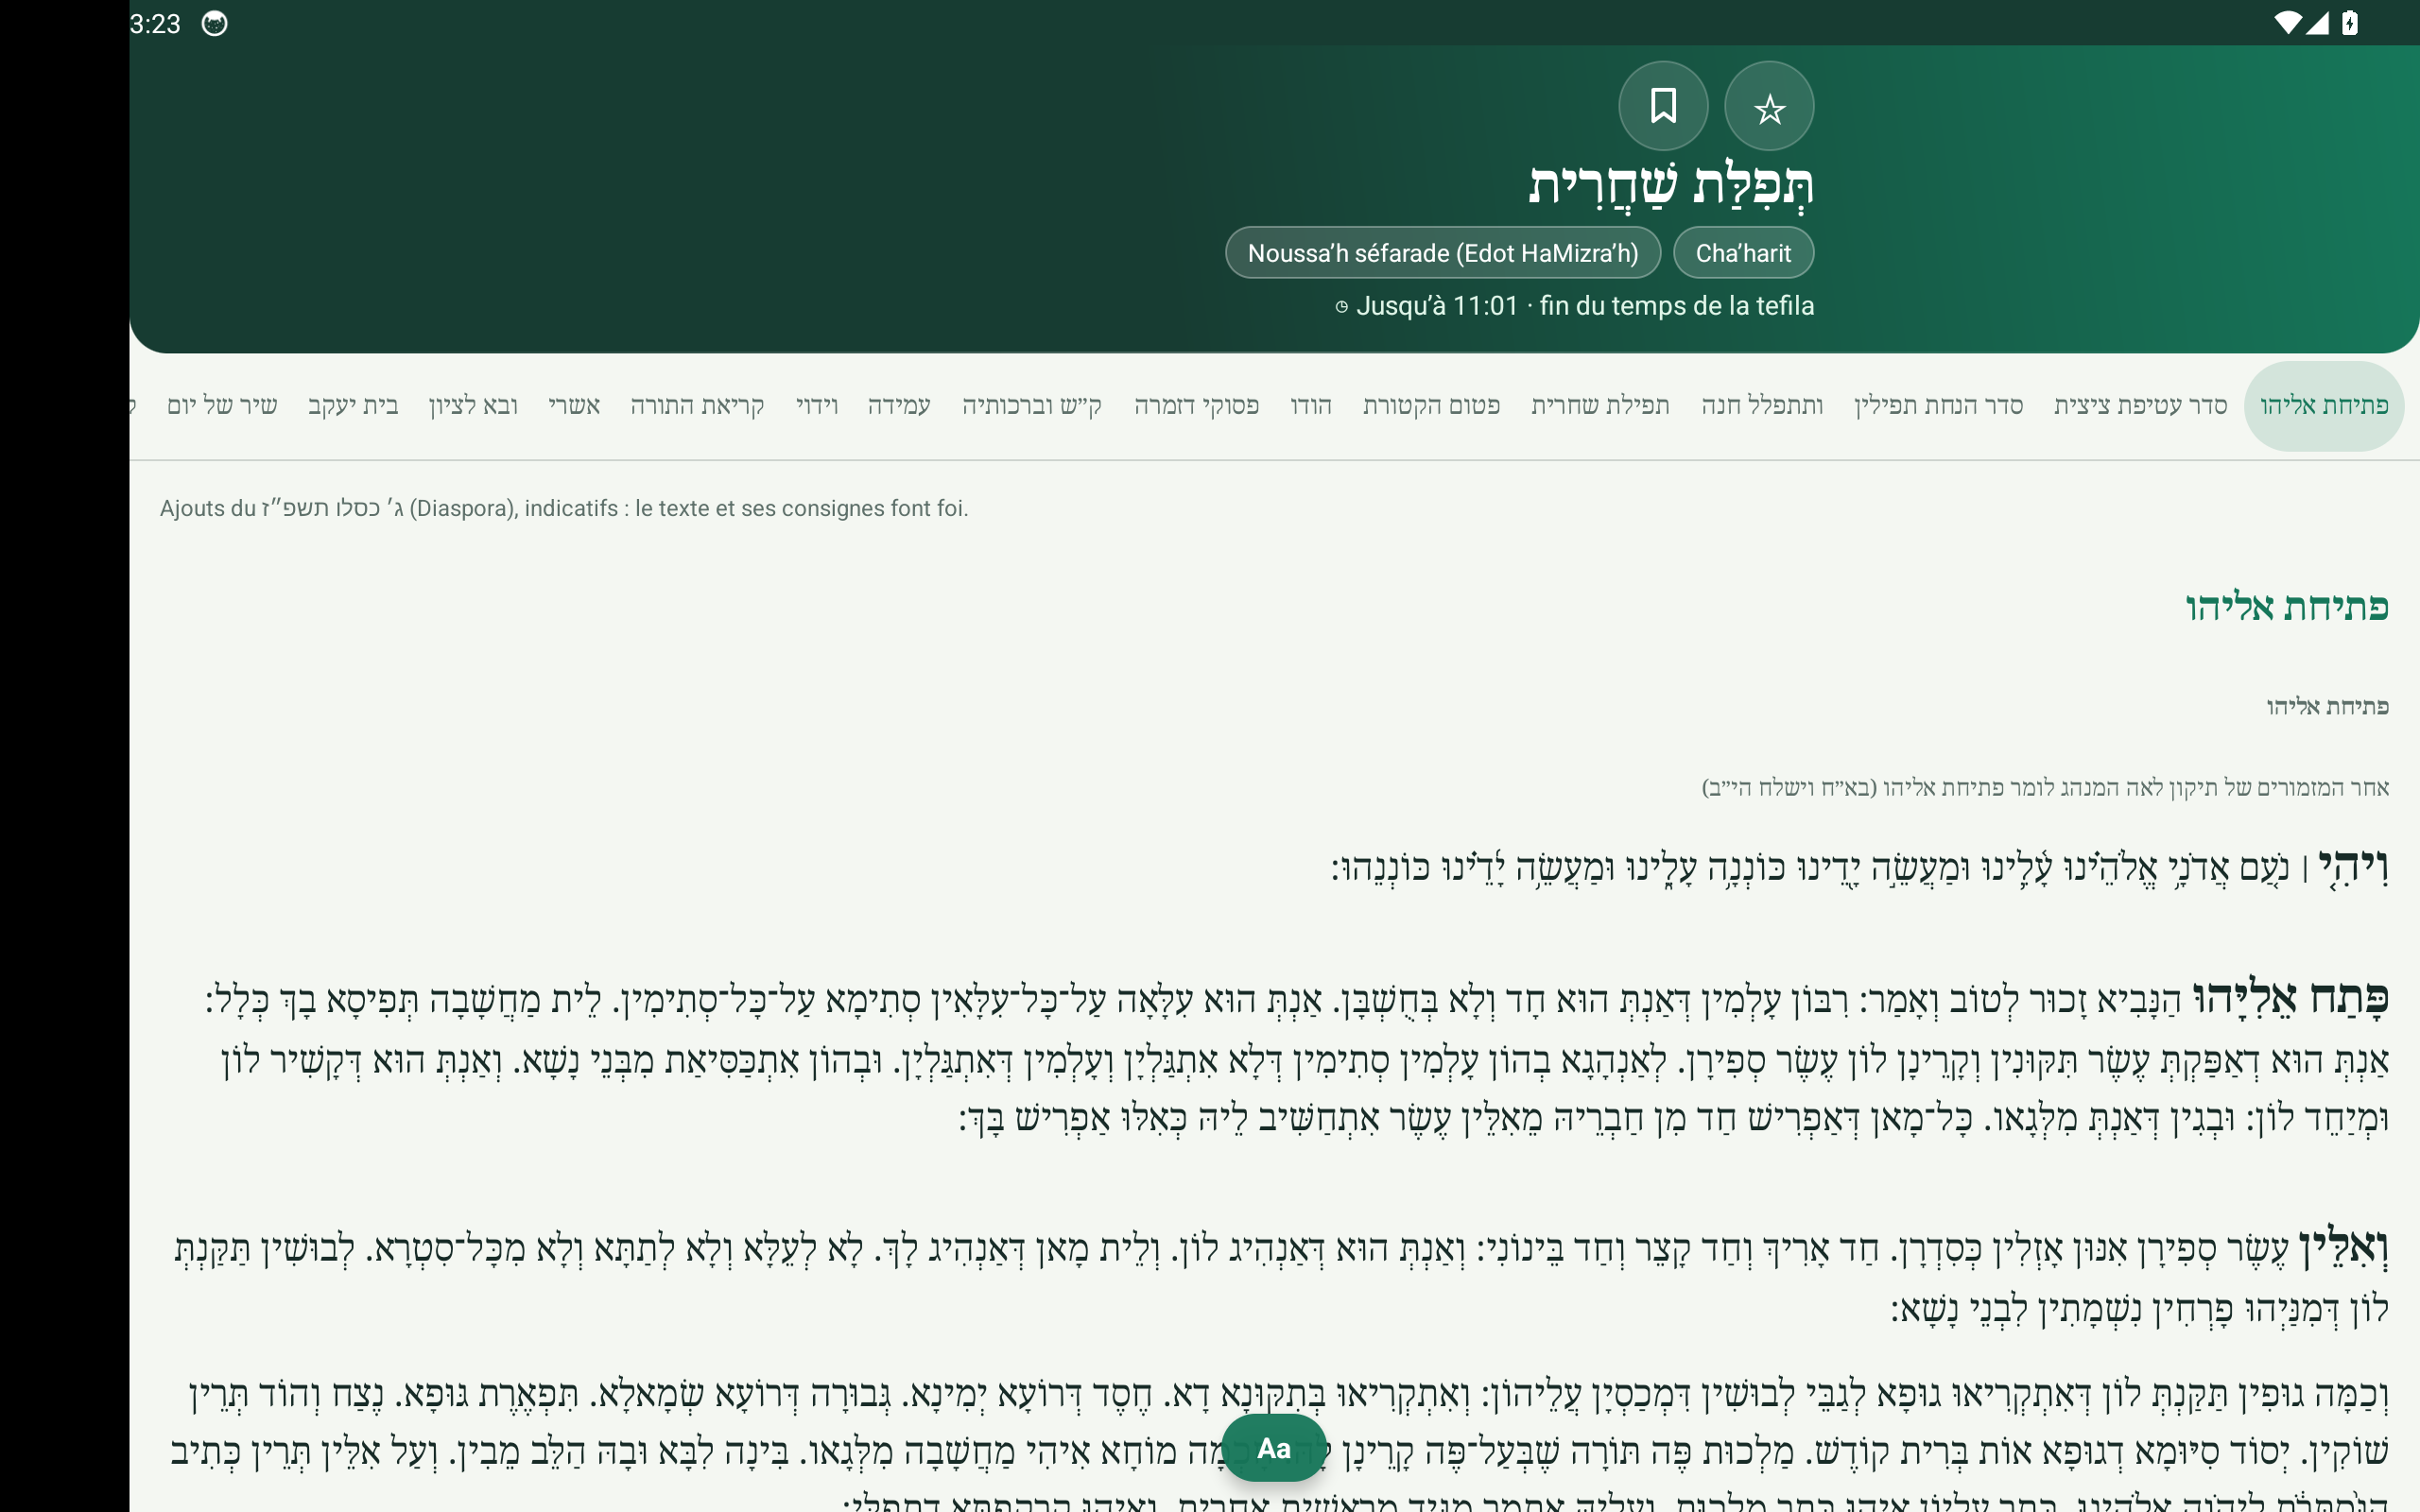 3:23
☆
תְּפִלַּת שַׁחֲרִית
Noussa’h séfarade (Edot HaMizra’h) Cha’harit
Jusqu’à 11:01 · fin du temps de la tefila
פתיחת אליהו סדר עטיפת ציצית סדר הנחת תפילין ותתפלל חנה תפילת שחרית פטום הקטורת הודו פסוקי דזמרה ק״ש וברכותיה עמידה וידוי קריאת התורה אשרי ובא לציון בית יעקב שיר של יום
Ajouts du ג׳ כסלו תשפ״ז (Diaspora), indicatifs : le texte et ses consignes font foi.
פתיחת אליהו
פתיחת אליהו
אחר המזמורים של תיקון לאה המנהג לומר פתיחת אליהו (בא״ח וישלח הי״ב)
וִיהִ֤י ׀ נֹ֤עַם אֲדֹנָ֥י אֱלֹהֵ֗ינוּ עָ֫לֵ֥ינוּ וּמַעֲשֵׂ֣ה יָ֭דֵינוּ כּוֹנְנָ֥ה עָלֵ֑ינוּ וּֽמַעֲשֵׂ֥ה יָ֝דֵ֗ינוּ כּוֹנְנֵֽהוּ:
פָּתַח אֵלִיָּהוּ הַנָּבִיא זָכוּר לְטוֹב וְאָמַר: רִבּוֹן עָלְמִין דְּאַנְתְּ הוּא חָד וְלָא בְּחֻשְׁבָּן. אַנְתְּ הוּא עִלָּאָה עַל־כָּל־עִלָּאִין סְתִימָא עַל־כָּל־סְתִימִין. לֵית מַחֲשָׁבָה תְּפִיסָא בָךְ כְּלָל:
אַנְתְּ הוּא דְאַפַּקְתְּ עֶשֶׂר תִּקּוּנִין וְקָרֵינָן לוֹן עֶשֶׂר סְפִירָן. לְאַנְהָגָא בְהוֹן עָלְמִין סְתִימִין דְּלָא אִתְגַּלְיָן וְעָלְמִין דְּאִתְגַּלְיָן. וּבְהוֹן אִתְכַּסִּיאַת מִבְּנֵי נָשָׁא. וְאַנְתְּ הוּא דְּקָשִׁיר לוֹן
וּמְיַחֵד לוֹן: וּבְגִין דְּאַנְתְּ מִלְּגָאו. כָּל־מָאן דְּאַפְרִישׁ חַד מִן חַבְרֵיהּ מֵאִלֵּין עֶשֶׂר אִתְחַשִּׁיב לֵיהּ כְּאִלּוּ אַפְרִישׁ בָּךְ:
וְאִלֵּין עֶשֶׂר סְפִירָן אִנּוּן אָזְלִין כְּסִדְרָן. חַד אָרִיךְ וְחַד קָצֵר וְחַד בֵּינוֹנִי: וְאַנְתְּ הוּא דְּאַנְהִיג לוֹן. וְלֵית מָאן דְּאַנְהִיג לָךְ. לָא לְעֵלָּא וְלָא לְתַתָּא וְלָא מִכָּל־סִטְרָא. לְבוּשִׁין תַּקַּנְתְּ
לוֹן דְּמִנַּיְהוּ פָּרְחִין נִשְׁמָתִין לִבְנֵי נָשָׁא:
וְכַמָּה גוּפִין תַּקַּנְתְּ לוֹן דְּאִתְקְרִיאוּ גוּפָא לְגַבֵּי לְבוּשִׁין דִּמְכַסְיָן עֲלֵיהוֹן: וְאִתְקְרִיאוּ בְּתִקּוּנָא דָא. חֶסֶד דְּרוֹעָא יְמִינָא. גְּבוּרָה דְּרוֹעָא שְׂמָאלָא. תִּפְאֶרֶת גּוּפָא. נֶצַח וְהוֹד תְּרֵין
שׁוֹקִין. יְסוֹד סִיּוּמָא דְגוּפָא אוֹת בְּרִית קוֹדֶשׁ. מַלְכוּת פֶּה תּוֹרָה שֶׁבְּעַל־פֶּה קָרֵינָן מוֹחָא אִיהִי מַחֲשָׁבָה מִלְּגָאו. בִּינָה לִבָּא וּבָהּ הַלֵּב מֵבִין. וְעַל אִלֵּין תְּרֵין כְּתִיב
Aa